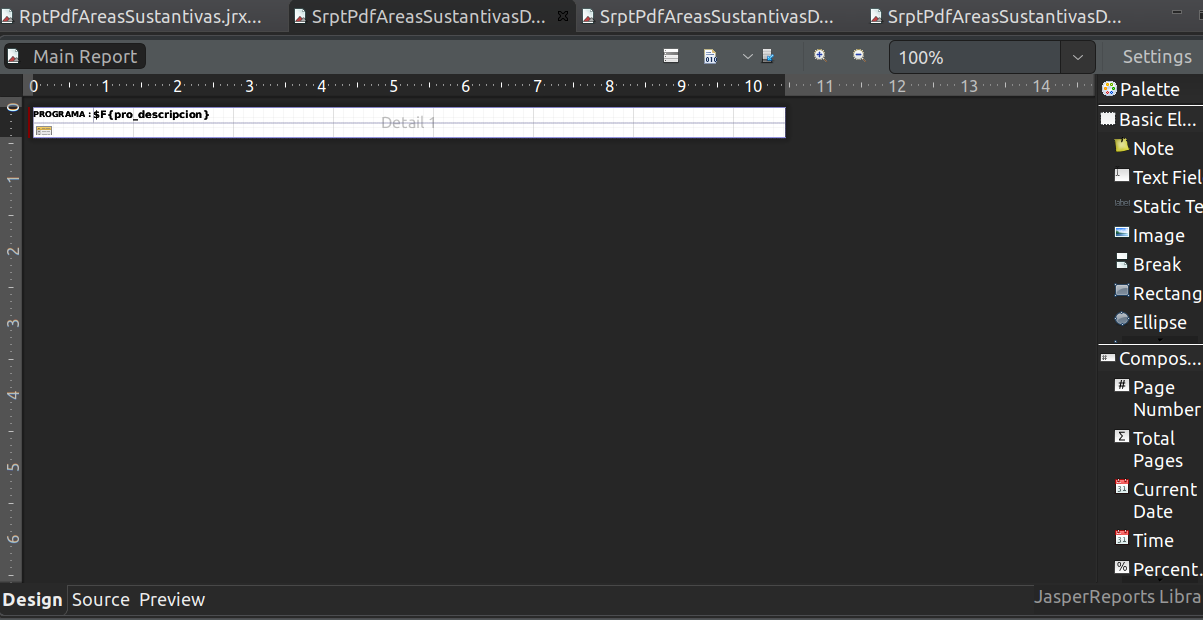 RptPdfAreasSustantivas.jrx... SrptPdfAreasSustantivasD... SrptPdfAreasSustantivasD... SrptPdfAreasSustantivasD...
Main Report 100% Settings
0 1 2 3 4 5 6 7 8 9 10 11 12 13 14
Palette
PROGRAMA : $F{pro_descripcion}
Detail 1
Basic El...
Note
Text Fiel
label Static Te
Image
Break
Rectang
Ellipse
Compos...
# Page
Number
Σ Total
Pages
31 Current
Date
31 Time
% Percent.
0
1
2
3
4
5
6
Design Source Preview
JasperReports Libra